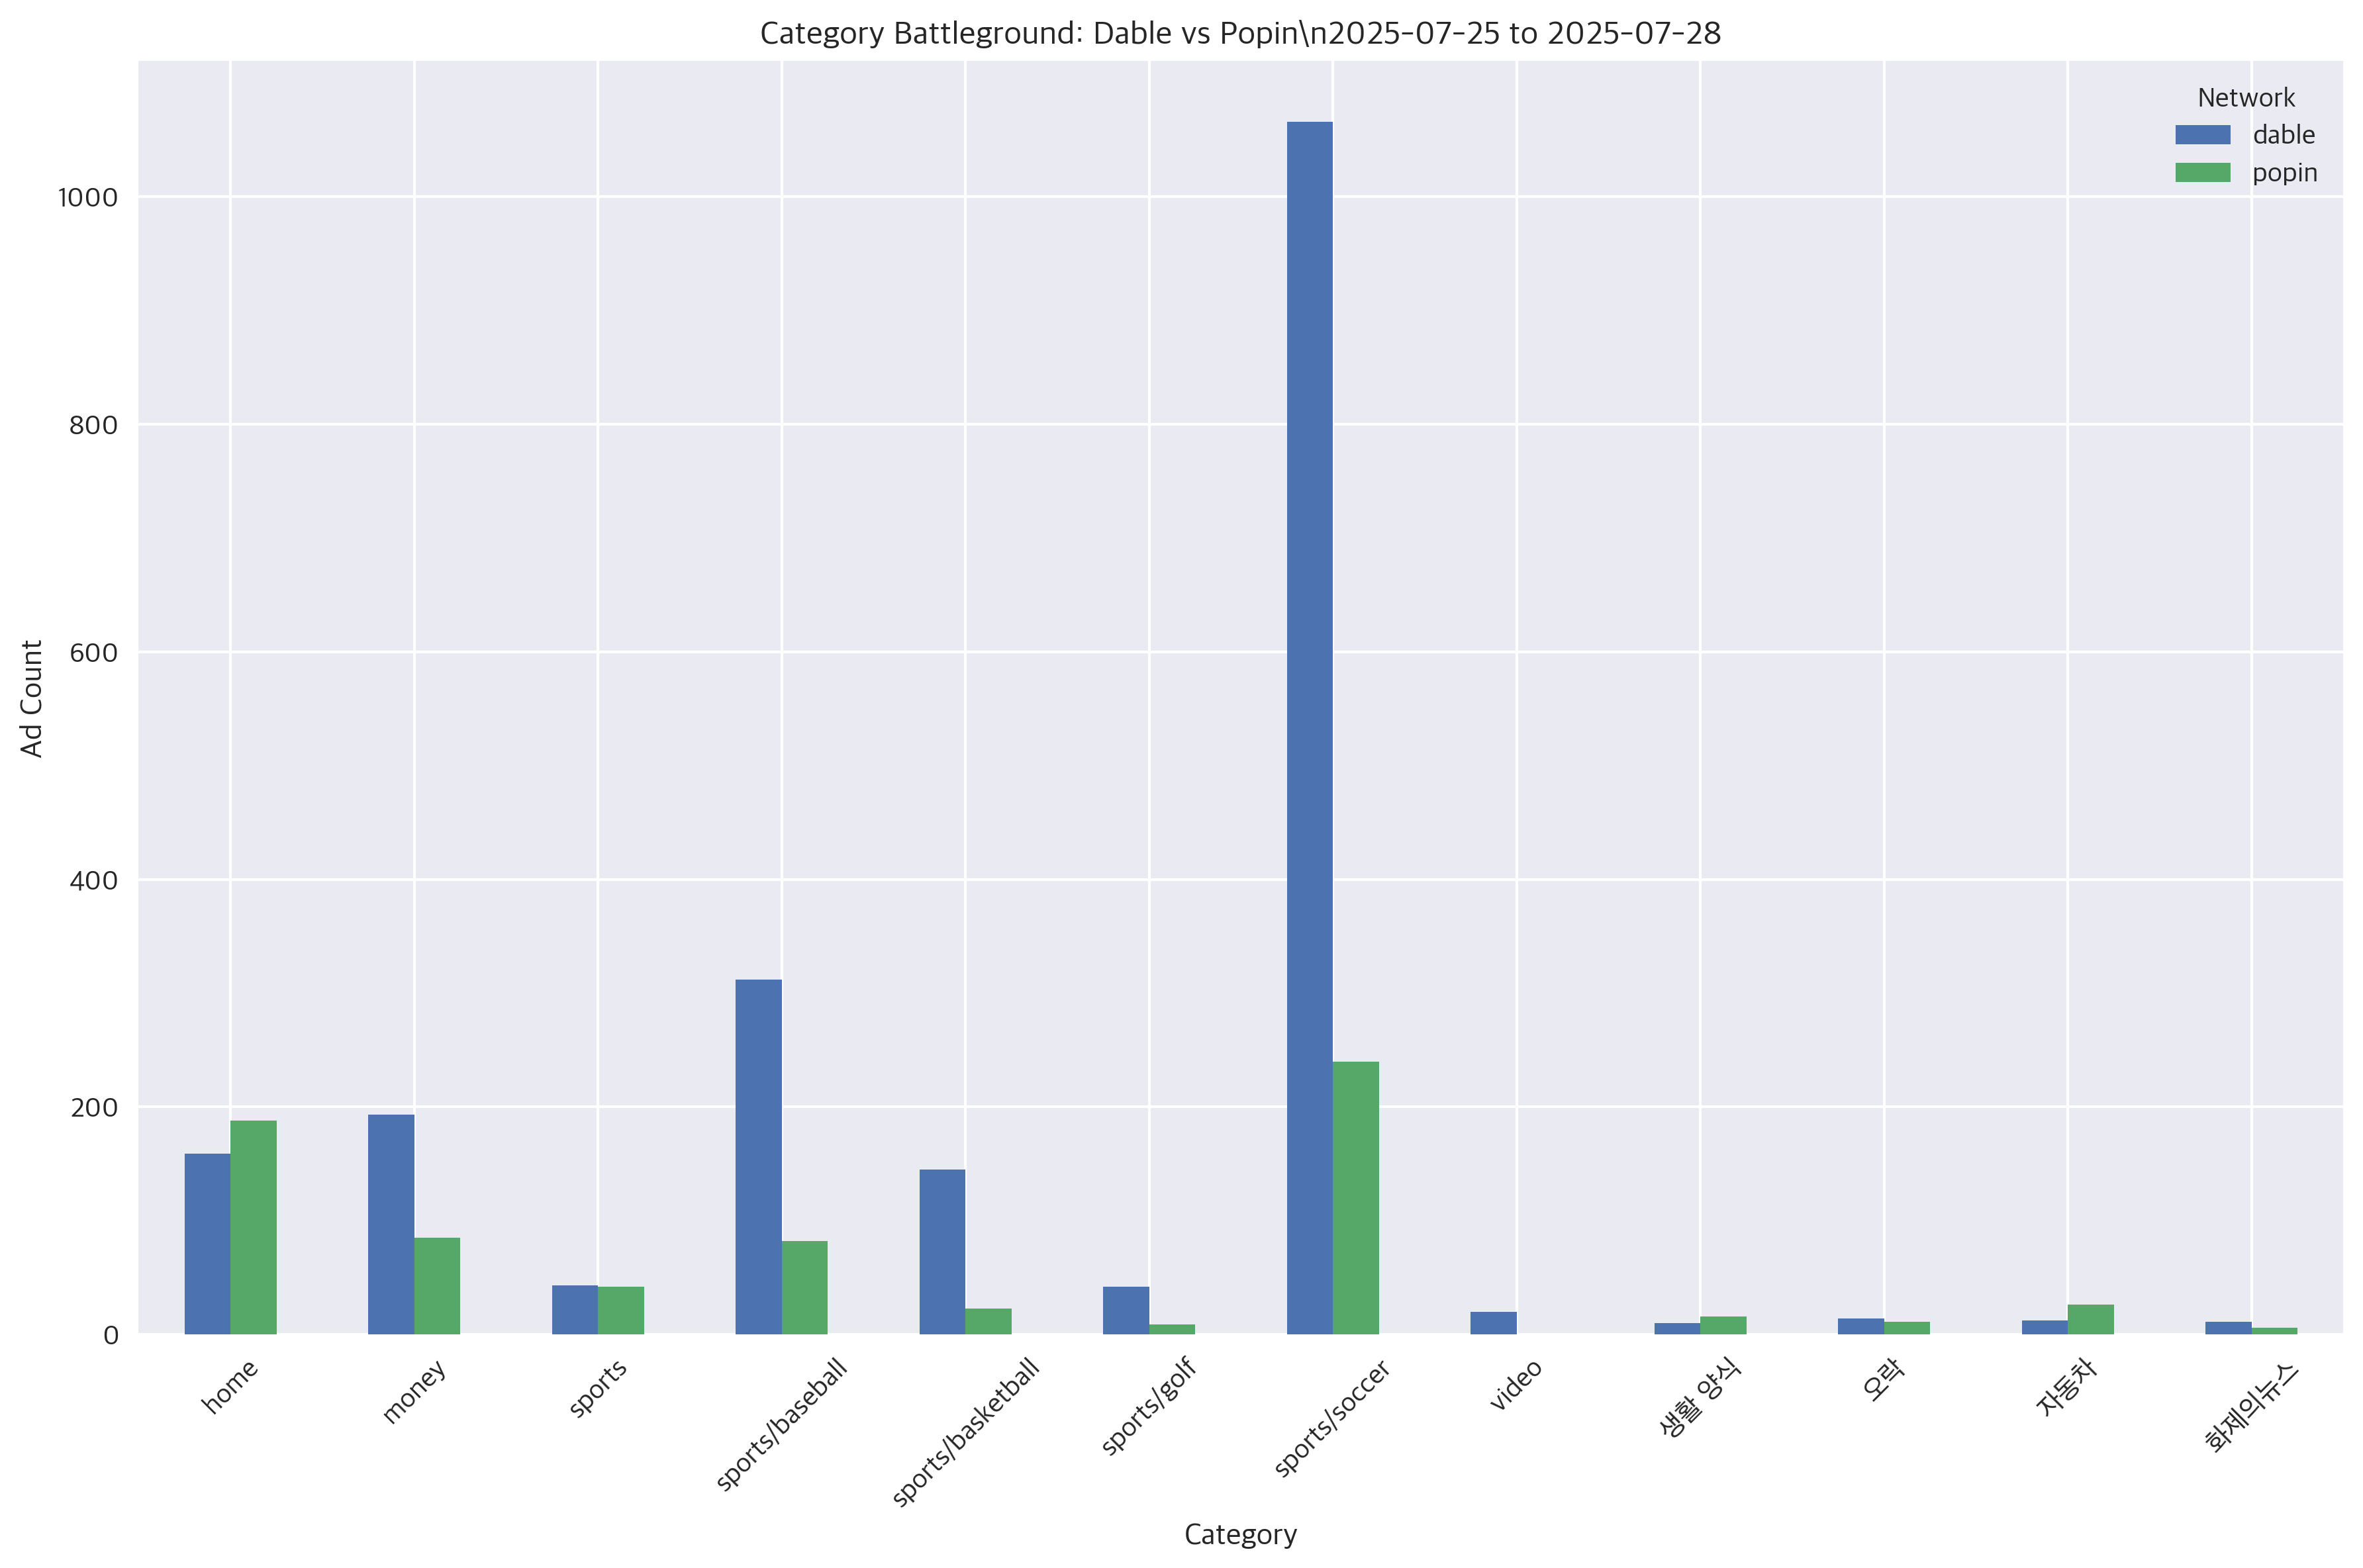 Category Battleground: Dable vs Popin\n2025-07-25 to 2025-07-28
Network
dable
popin
Ad Count
1000
800
600
400
200
0
home
money
sports
sports/baseball
sports/basketball
sports/golf
sports/soccer
video
생활 양식
오락
자동차
화제의뉴스
Category